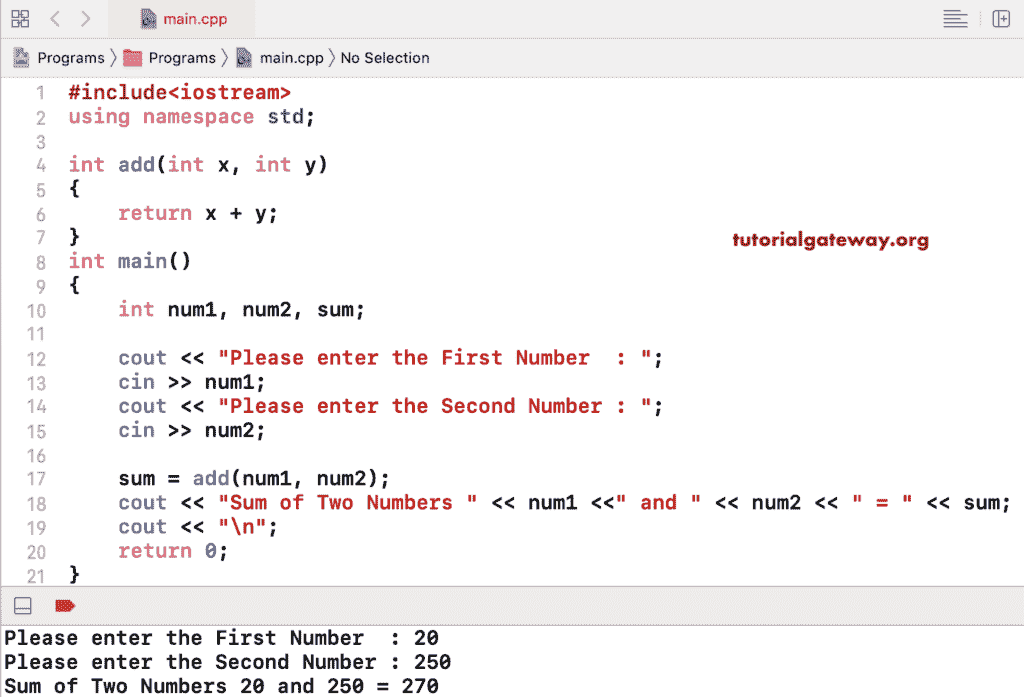 main.cpp
Programs 〉 Programs 〉 main.cpp 〉 No Selection
1 #include<iostream>
2 using namespace std;
3
4 int add(int x, int y)
5 {
6     return x + y;
7 }
tutorialgateway.org
8 int main()
9 {
10     int num1, num2, sum;
11
12     cout << "Please enter the First Number  : ";
13     cin >> num1;
14     cout << "Please enter the Second Number : ";
15     cin >> num2;
16
17     sum = add(num1, num2);
18     cout << "Sum of Two Numbers " << num1 <<" and " << num2 << " = " << sum;
19     cout << "\n";
20     return 0;
21 }
Please enter the First Number  : 20
Please enter the Second Number : 250
Sum of Two Numbers 20 and 250 = 270